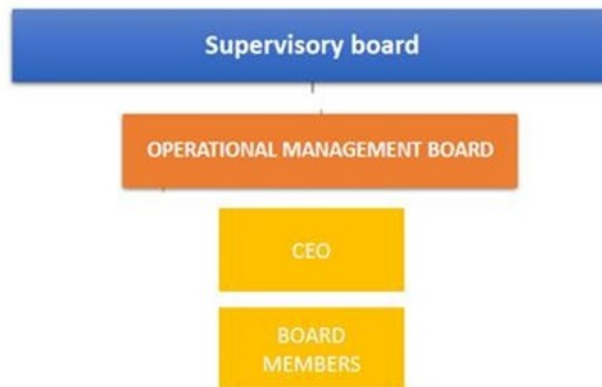 Supervisory board
OPERATIONAL MANAGEMENT BOARD
CEO
BOARD
MEMBERS